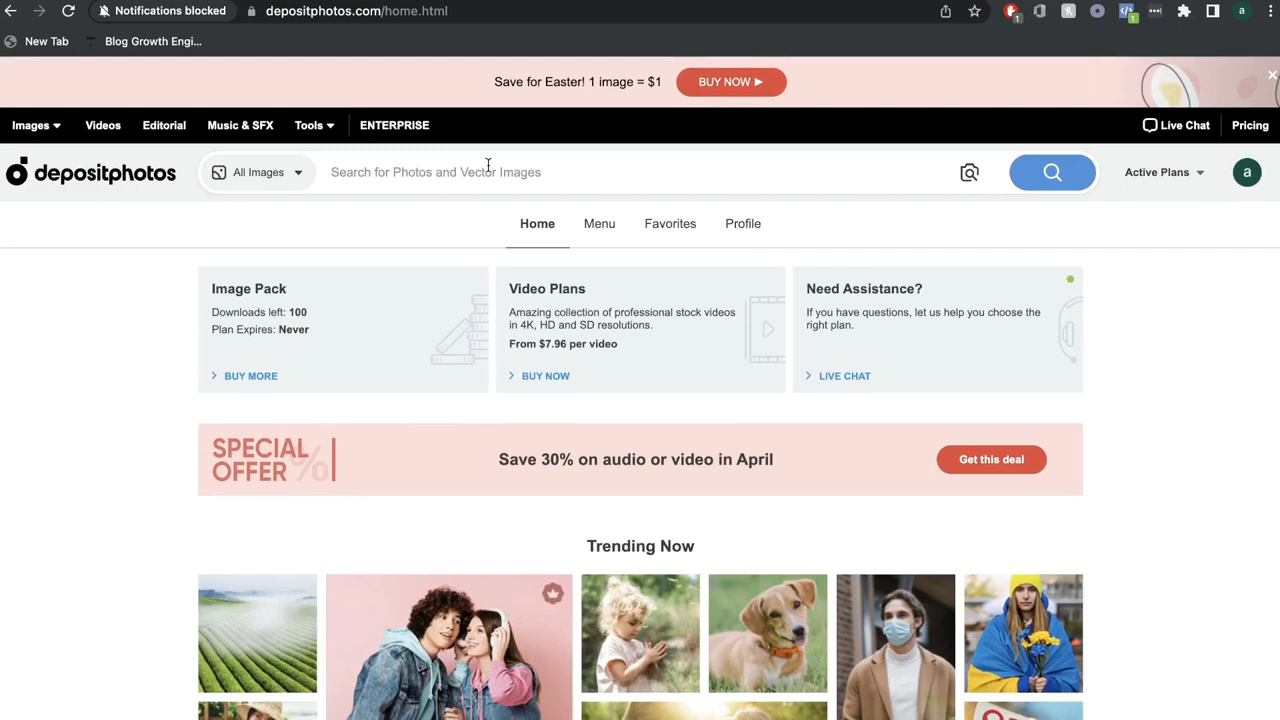 Notifications blocked
depositphotos.com/home.html
1
1
a
New Tab
Blog Growth Engi...
Save for Easter! 1 image = $1
BUY NOW ►
Images
Videos
Editorial
Music & SFX
Tools
ENTERPRISE
Live Chat
Pricing
depositphotos
All Images
Search for Photos and Vector Images
Active Plans
a
Home
Menu
Favorites
Profile
Image Pack
Downloads left: 100
Plan Expires: Never
BUY MORE
Video Plans
Amazing collection of professional stock videos
in 4K, HD and SD resolutions.
From $7.96 per video
BUY NOW
Need Assistance?
If you have questions, let us help you choose the
right plan.
LIVE CHAT
SPECIAL
OFFER %
Save 30% on audio or video in April
Get this deal
Trending Now